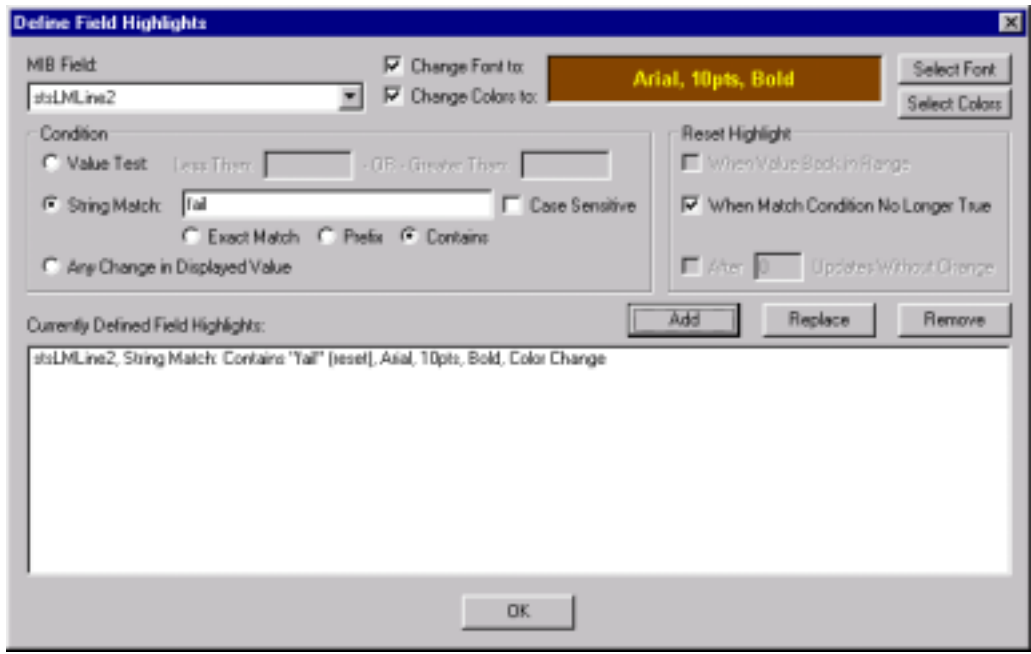 Define Field Highlights
MIB Field:
stsLMLine2
Change Font to:
Change Colors to:
Arial, 10pts, Bold
Select Font
Select Colors
Condition
Value Test: Less Then: - OR - Greater Then:
String Match: fail Case Sensitive
Exact Match Prefix Contains
Any Change in Displayed Value
Reset Highlight
When Value Back in Range
When Match Condition No Longer True
After 0 Updates Without Change
Currently Defined Field Highlights:
Add Replace Remove
stsLMLine2, String Match: Contains "fail" (reset), Arial, 10pts, Bold, Color Change
OK